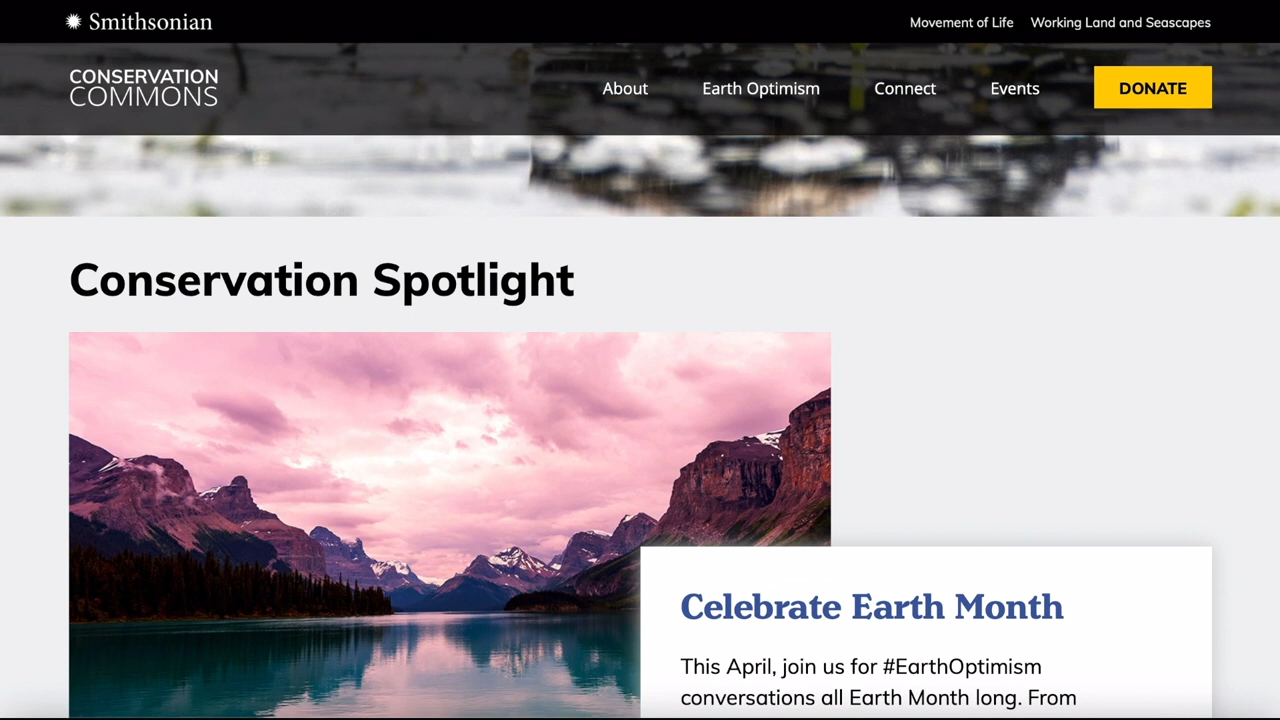 Smithsonian
Movement of Life
Working Land and Seascapes
CONSERVATION
COMMONS
About
Earth Optimism
Connect
Events
DONATE
Conservation Spotlight
Celebrate Earth Month
This April, join us for #EarthOptimism
conversations all Earth Month long. From